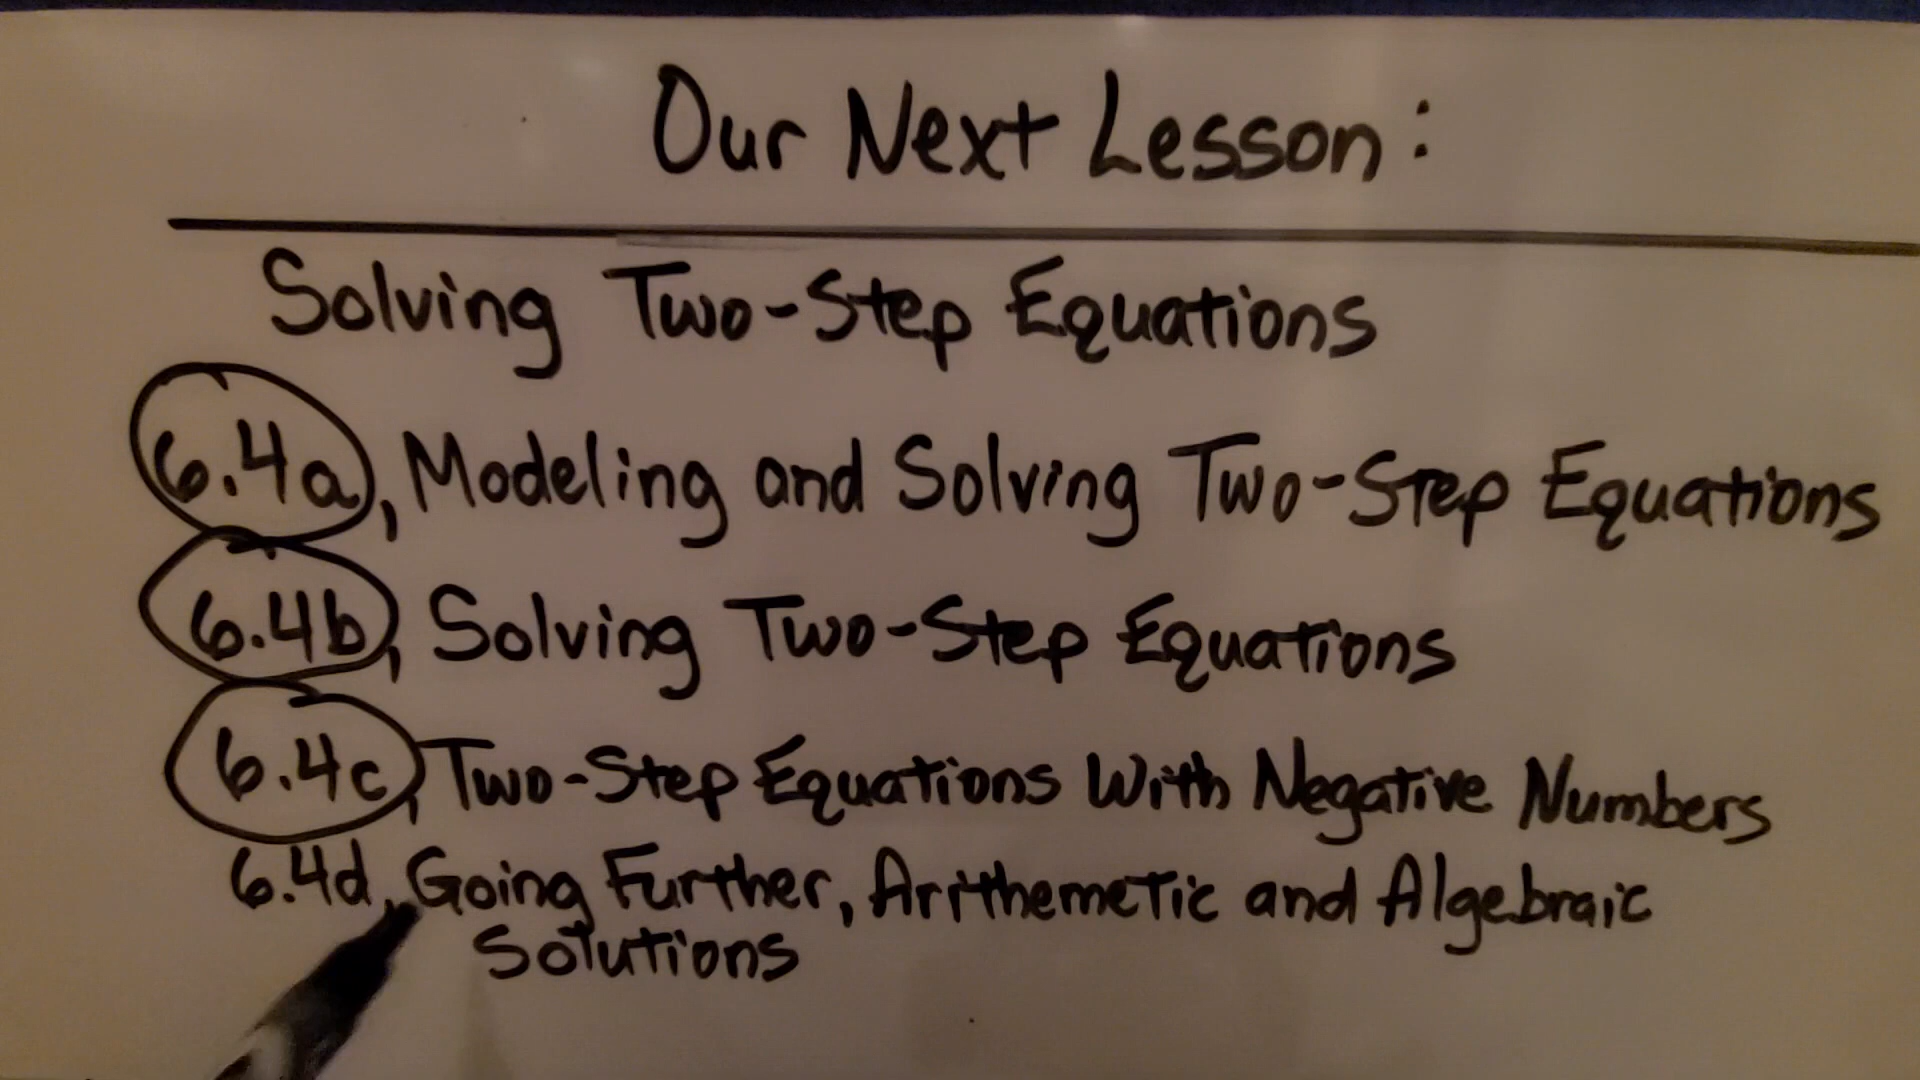 Our Next Lesson:
Solving Two-Step Equations
6.4a, Modeling and Solving Two-Step Equations
6.4b, Solving Two-Step Equations
6.4c, Two-Step Equations With Negative Numbers
6.4d, Going Further, Arithemetic and Algebraic
Solutions